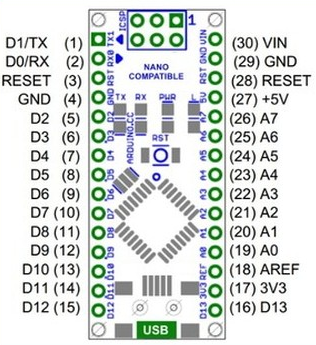 D1/TX (1)
D0/RX (2)
RESET (3)
GND (4)
D2 (5)
D3 (6)
D4 (7)
D5 (8)
D6 (9)
D7 (10)
D8 (11)
D9 (12)
D10 (13)
D11 (14)
D12 (15)
ICSP
1
TX1
RX0
RST
GND
D2
D3
D4
D5
D6
D7
D8
D9
D10
D11
D12
NANO
COMPATIBLE
TX RX PWR L
ARDUINO.CC
RST
USB
VIN
GND
RST
5V
A7
A6
A5
A4
A3
A2
A1
A0
REF
3V3
D13
(30) VIN
(29) GND
(28) RESET
(27) +5V
(26) A7
(25) A6
(24) A5
(23) A4
(22) A3
(21) A2
(20) A1
(19) A0
(18) AREF
(17) 3V3
(16) D13